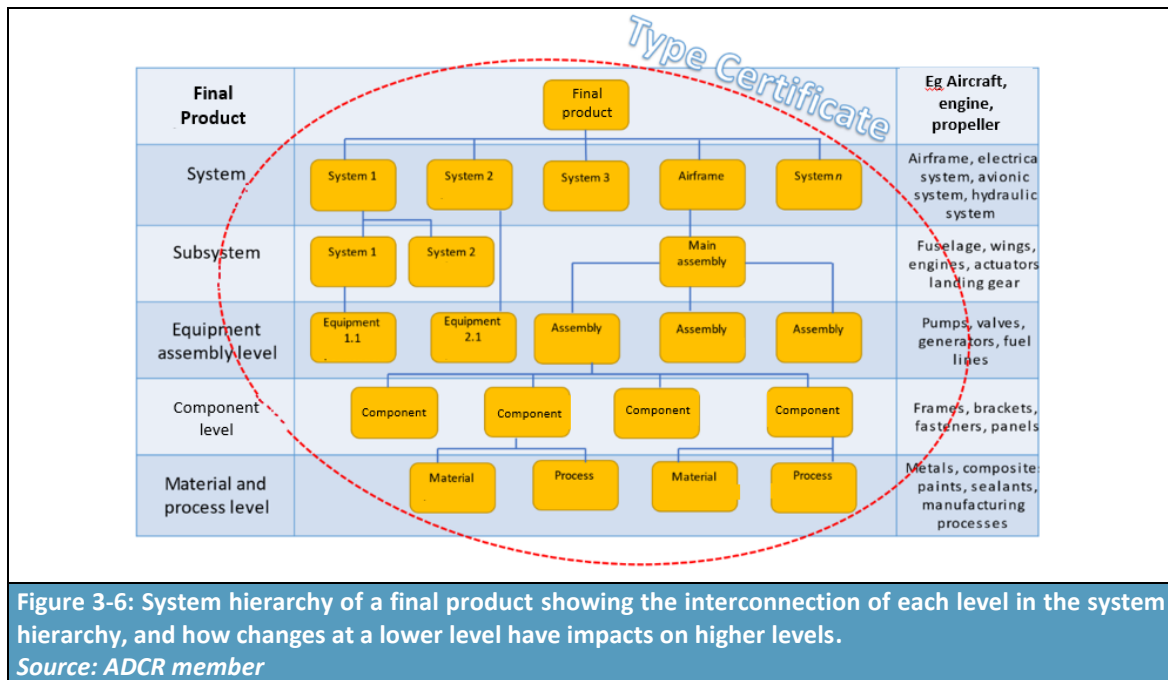 Type Certificate
Final
Product
Final
product
Eg Aircraft,
engine,
propeller
System
System 1
System 2
System 3
Airframe
System n
Airframe, electrica
system, avionic
system, hydraulic
system
Subsystem
System 1
System 2
Main
assembly
Fuselage, wings,
engines, actuators
landing gear
Equipment
assembly level
Equipment
1.1
Equipment
2.1
Assembly
Assembly
Assembly
Pumps, valves,
generators, fuel
lines
Component
level
Component
Component
Component
Component
Frames, brackets,
fasteners, panels
Material and
process level
Material
Process
Material
Process
Metals, composite
paints, sealants,
manufacturing
processes
Figure 3-6: System hierarchy of a final product showing the interconnection of each level in the system
hierarchy, and how changes at a lower level have impacts on higher levels.
Source: ADCR member